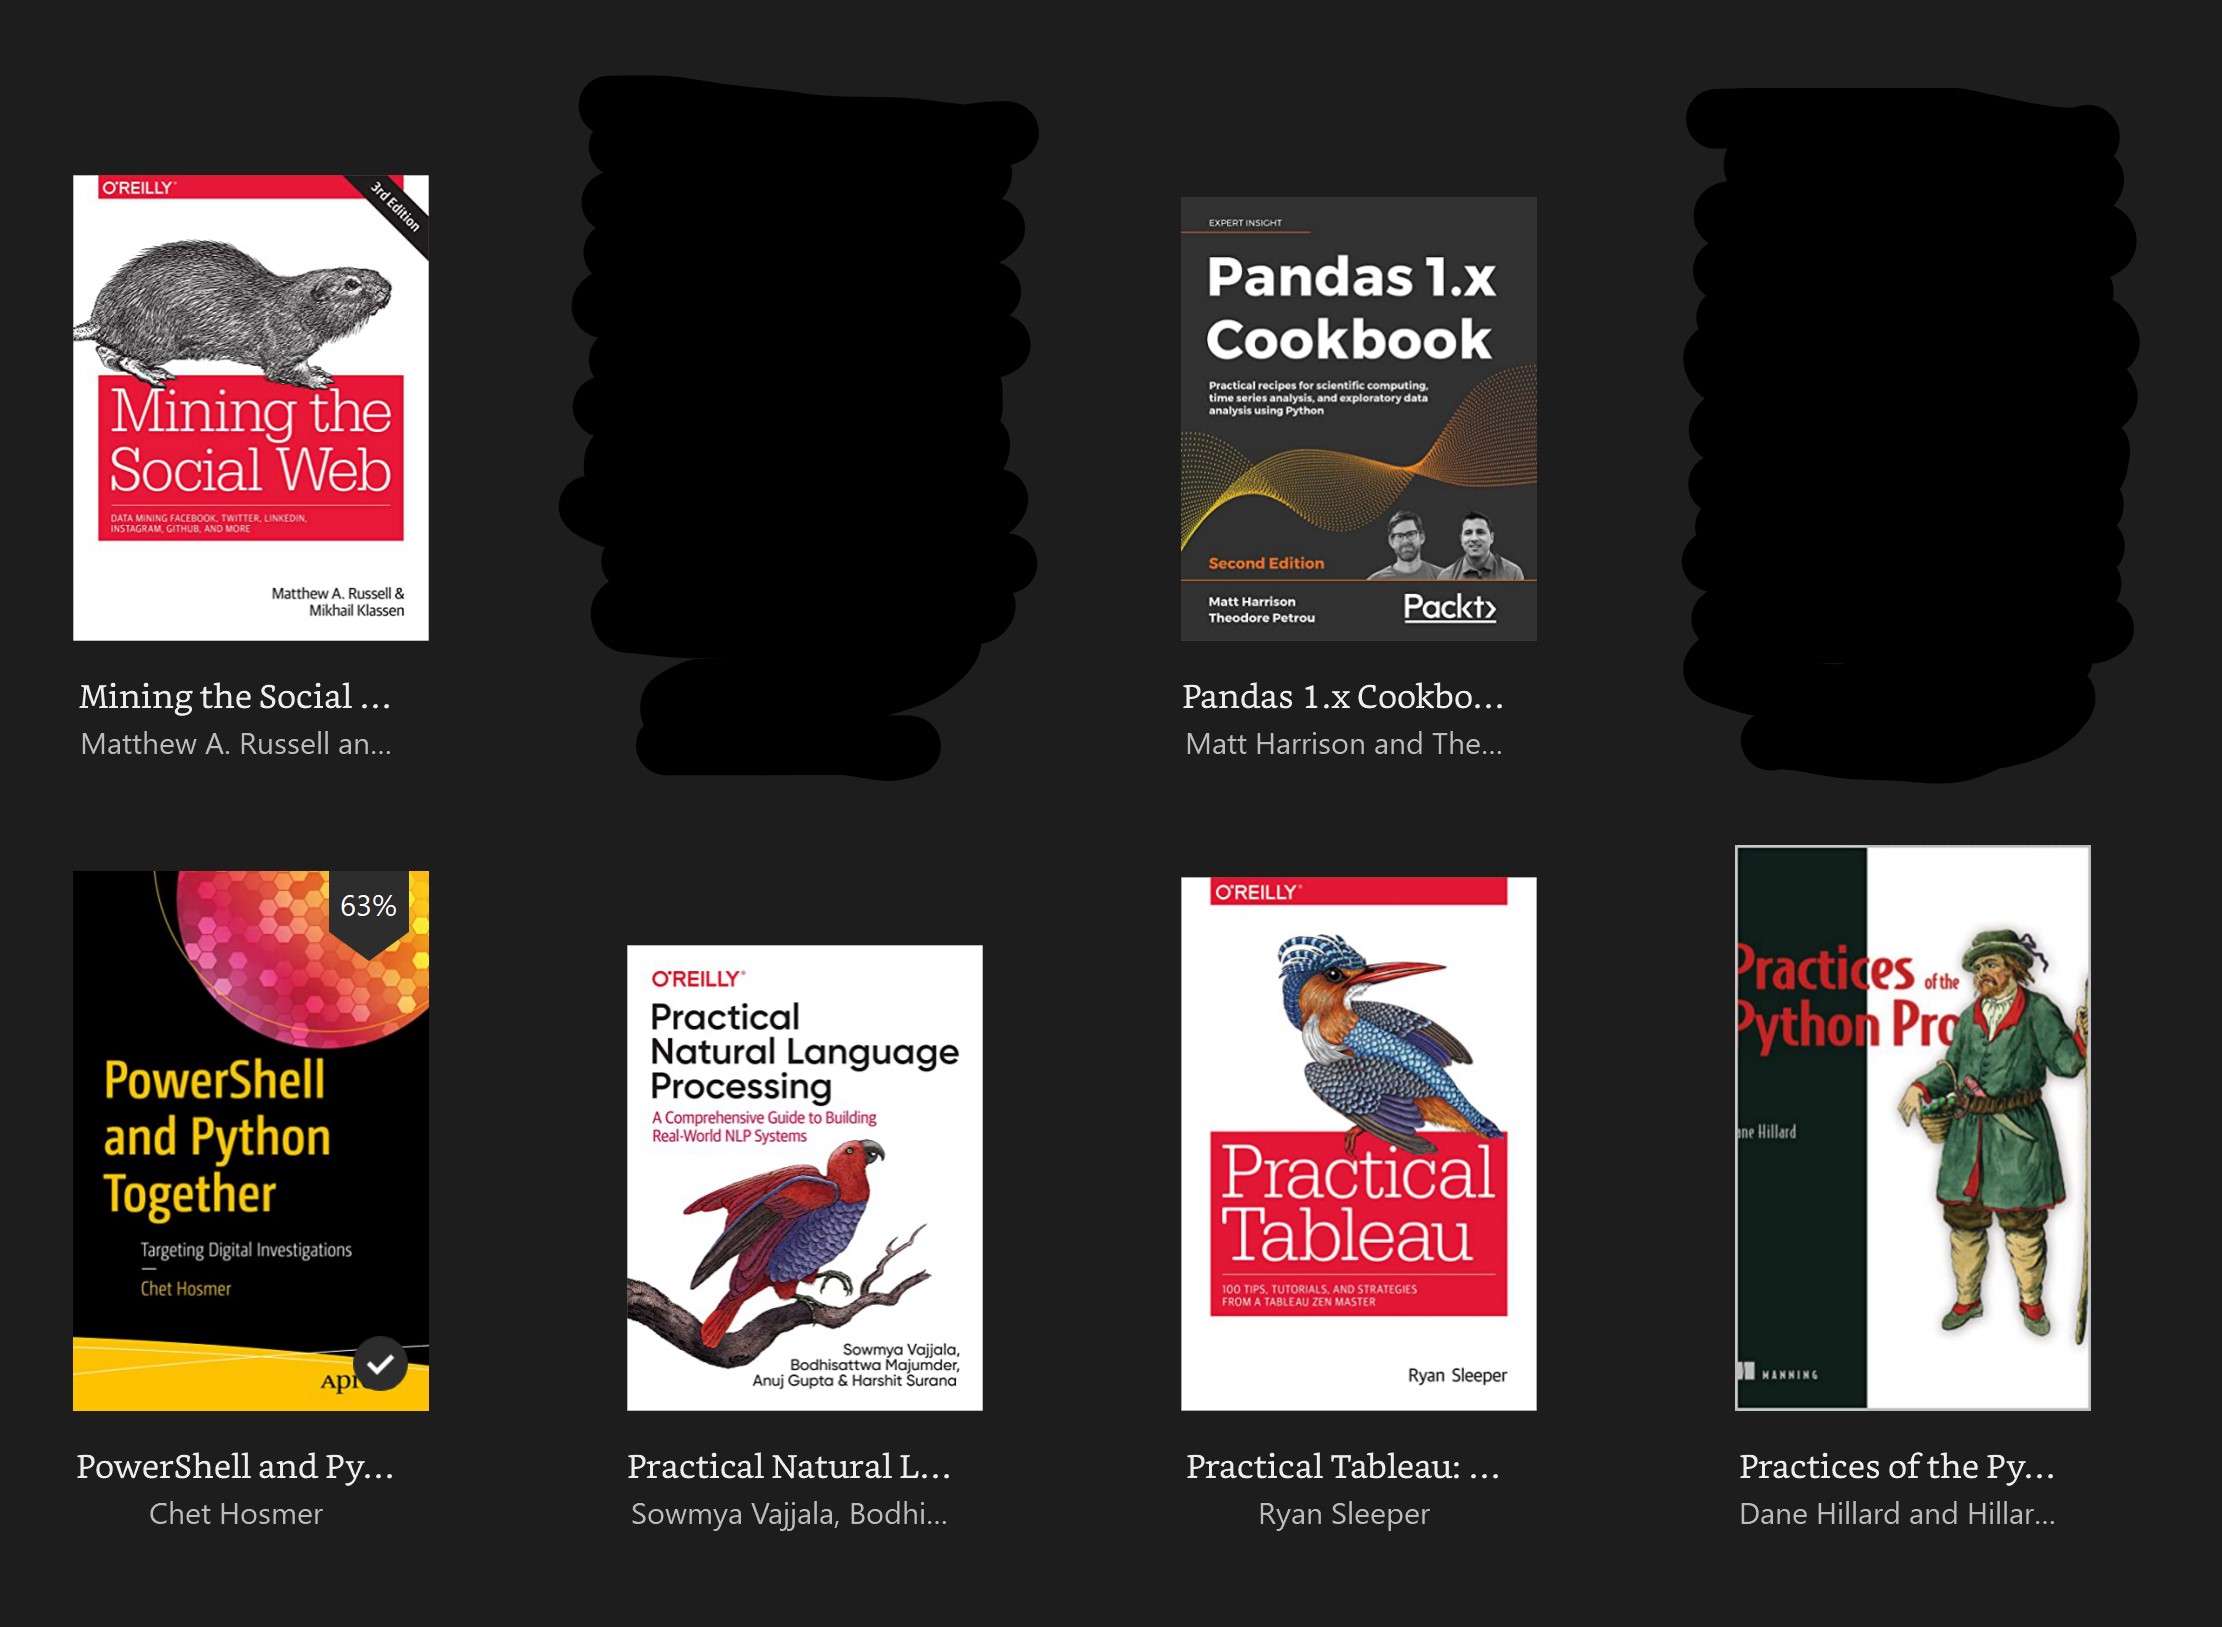 O'REILLY®
3rd Edition
Mining the
Social Web
DATA MINING FACEBOOK, TWITTER, LINKEDIN,
INSTAGRAM, GITHUB, AND MORE
Matthew A. Russell &
Mikhail Klassen
Mining the Social ...
Matthew A. Russell an...
EXPERT INSIGHT
Pandas 1.x
Cookbook
Practical recipes for scientific computing,
time series analysis, and exploratory data
analysis using Python
Second Edition
Matt Harrison
Theodore Petrou
Packt>
Pandas 1.x Cookbo...
Matt Harrison and The...
63%
PowerShell
and Python
Together
Targeting Digital Investigations
Chet Hosmer
PowerShell and Py...
Chet Hosmer
O'REILLY®
Practical
Natural Language
Processing
A Comprehensive Guide to Building
Real-World NLP Systems
Sowmya Vajjala,
Bodhisattwa Majumder,
Anuj Gupta & Harshit Surana
Practical Natural L...
Sowmya Vajjala, Bodhi...
O'REILLY®
Practical
Tableau
100 TIPS, TUTORIALS, AND STRATEGIES
FROM A TABLEAU ZEN MASTER
Ryan Sleeper
Practical Tableau: ...
Ryan Sleeper
Practices of the
Python Pro
ane Hillard
MANNING
Practices of the Py...
Dane Hillard and Hillar...